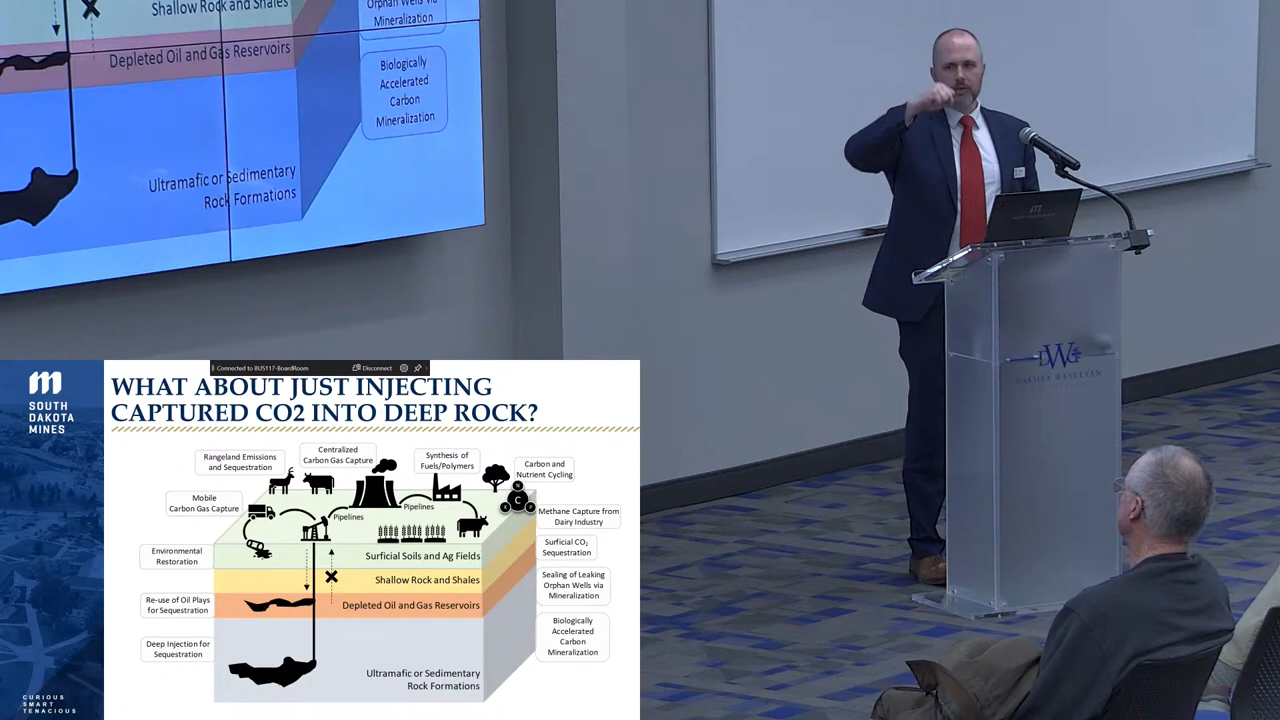 Shallow Rock and Shales
Depleted Oil and Gas Reservoirs
Ultramafic or Sedimentary
Rock Formations
Orphan Wells via
Mineralization
Biologically
Accelerated
Carbon
Mineralization
DWU
DAKOTA WESLEYAN
Connected to BUS117-BoardRoom
Disconnect
SOUTH
DAKOTA
MINES
CURIOUS
SMART
TENACIOUS
WHAT ABOUT JUST INJECTING
CAPTURED CO2 INTO DEEP ROCK?
Rangeland Emissions
and Sequestration
Centralized
Carbon Gas Capture
Synthesis of
Fuels/Polymers
Carbon and
Nutrient Cycling
Mobile
Carbon Gas Capture
Pipelines
Pipelines
C
Methane Capture from
Dairy Industry
Environmental
Restoration
Surficial Soils and Ag Fields
Surficial CO₂
Sequestration
Shallow Rock and Shales
Sealing of Leaking
Orphan Wells via
Mineralization
Re-use of Oil Plays
for Sequestration
Depleted Oil and Gas Reservoirs
Deep Injection for
Sequestration
Biologically
Accelerated
Carbon
Mineralization
Ultramafic or Sedimentary
Rock Formations